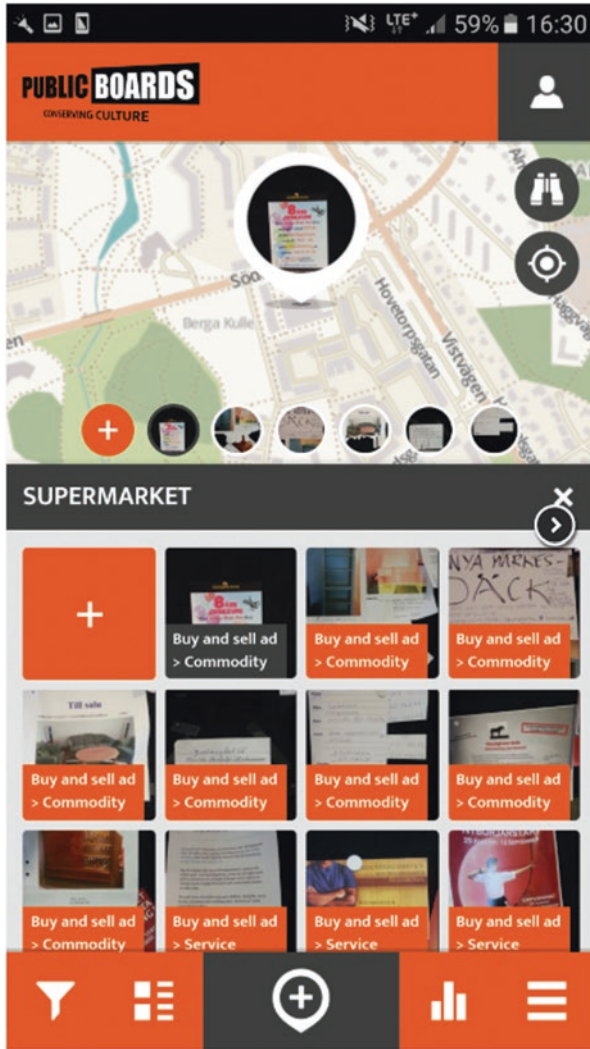 LTE+ 59% 16:30
PUBLIC BOARDS
CONSERVING CULTURE
Berga Kulle
Hovetorpsgatan
Vistvägen
SUPERMARKET
Buy and sell ad
> Commodity
NYA MÄRKES-
DÄCK
Buy and sell ad
> Commodity
Buy and sell ad
> Commodity
Till salu
Buy and sell ad
> Commodity
Buy and sell ad
> Commodity
Buy and sell ad
> Commodity
Buy and sell ad
> Commodity
Buy and sell ad
> Commodity
Buy and sell ad
> Service
Buy and sell ad
> Service
NYBÖRJARSTART
Buy and sell ad
> Service